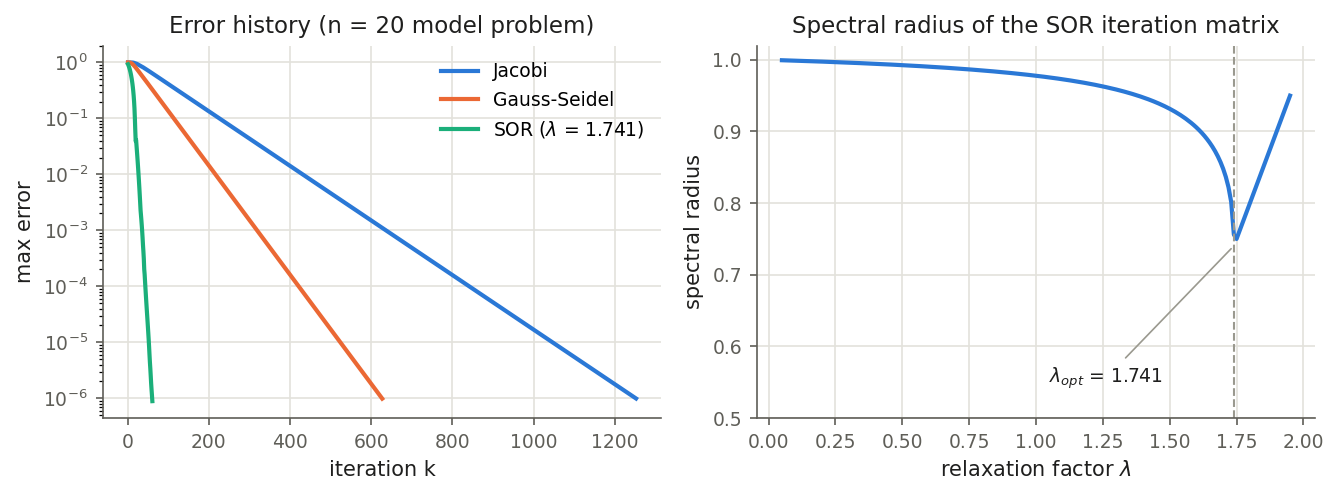 Error history (n = 20 model problem)
max error
10^0
10^-1
10^-2
10^-3
10^-4
10^-5
10^-6
Jacobi
Gauss-Seidel
SOR (λ = 1.741)
0 200 400 600 800 1000 1200
iteration k
Spectral radius of the SOR iteration matrix
spectral radius
1.0
0.9
0.8
0.7
0.6
0.5
λ_opt = 1.741
0.00 0.25 0.50 0.75 1.00 1.25 1.50 1.75 2.00
relaxation factor λ